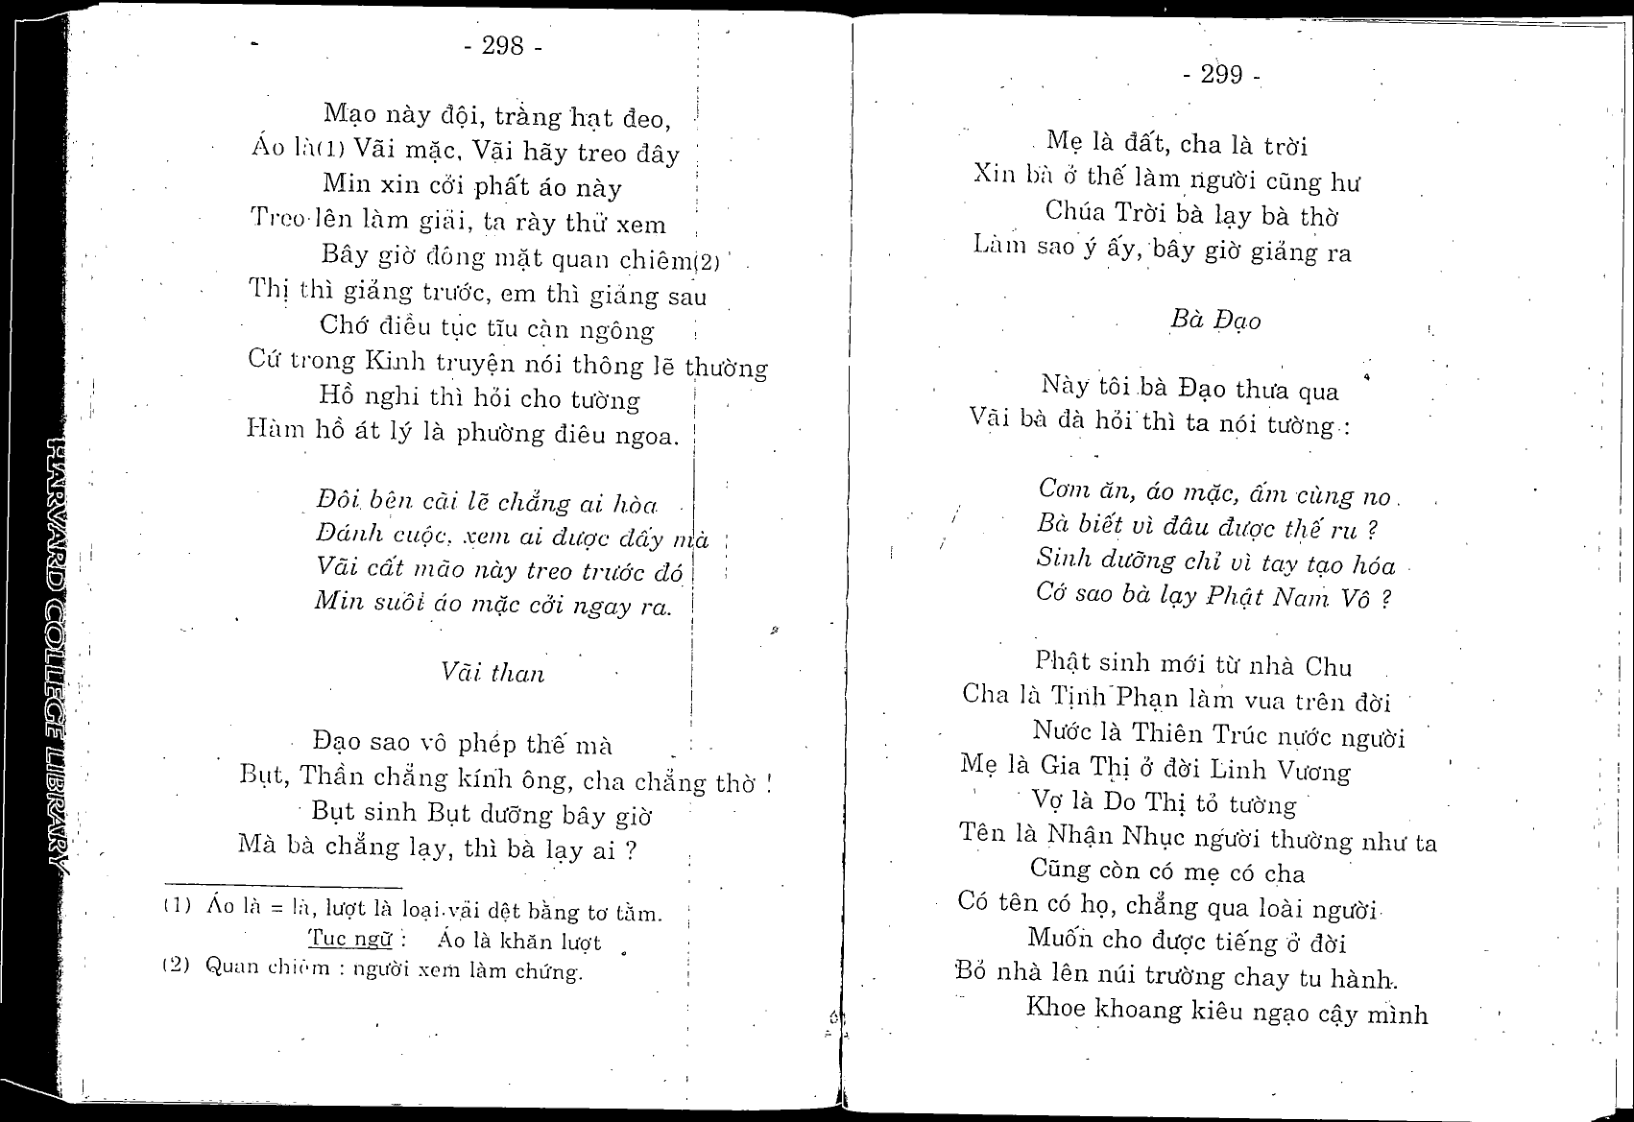 - 298 -
Mạo này đội, tràng hạt đeo,
Áo là(1) Vãi mặc, Vãi hãy treo đây
Min xin cởi phất áo này
Treo lên làm giải, ta rày thử xem
Bây giờ đông mặt quan chiêm(2)
Thị thì giảng trước, em thì giảng sau
Chớ điều tục tĩu càn ngông
Cứ trong Kinh truyện nói thông lẽ thường
Hồ nghi thì hỏi cho tường
Hàm hồ át lý là phường điêu ngoa.
Đôi bên cãi lẽ chẳng ai hòa
Đánh cuộc, xem ai được đấy mà
Vãi cất mão này treo trước đó
Min suôi áo mặc cởi ngay ra.
Vãi than
Đạo sao vô phép thế mà
Bụt, Thần chẳng kính ông, cha chẳng thờ !
Bụt sinh Bụt dưỡng bây giờ
Mà bà chẳng lạy, thì bà lạy ai ?
(1) Áo là = là, lượt là loại vải dệt bằng tơ tằm.
Tục ngữ : Áo là khăn lượt
(2) Quan chiêm : người xem làm chứng.
- 299 -
Mẹ là đất, cha là trời
Xin bà ở thế làm người cũng hư
Chúa Trời bà lạy bà thờ
Làm sao ý ấy, bây giờ giảng ra
Bà Đạo
Này tôi bà Đạo thưa qua
Vãi bà đà hỏi thì ta nói tường :
Cơm ăn, áo mặc, ấm cùng no
Bà biết vì đâu được thế ru ?
Sinh dưỡng chỉ vì tay tạo hóa
Cớ sao bà lạy Phật Nam Vô ?
Phật sinh mới từ nhà Chu
Cha là Tịnh Phạn làm vua trên đời
Nước là Thiên Trúc nước người
Mẹ là Gia Thị ở đời Linh Vương
Vợ là Do Thị tỏ tường
Tên là Nhận Nhục người thường như ta
Cũng còn có mẹ có cha
Có tên có họ, chẳng qua loài người
Muốn cho được tiếng ở đời
Bỏ nhà lên núi trường chay tu hành.
Khoe khoang kiêu ngạo cậy mình
HARVARD COLLEGE LIBRARY